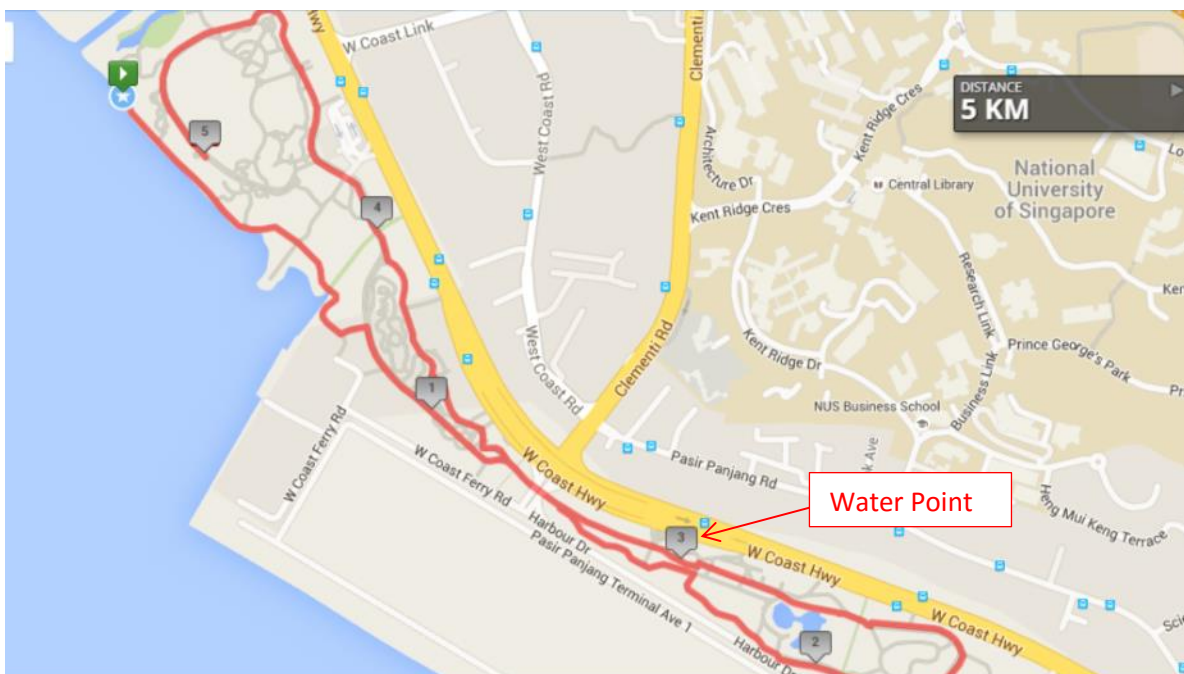 W Coast Link
Clementi
DISTANCE
5 KM
Kent Ridge Cres
West Coast Rd
Architecture Dr
National
University
of Singapore
Central Library
5
4
Kent Ridge Cres
Research Link
Ken
West Coast Rd
Clementi Rd
Kent Ridge Dr
Prince George's Park
Business Link
NUS Business School
1
W Coast Ferry Rd
W Coast Ferry Rd
W Coast Hwy
Pasir Panjang Rd
Water Point
Heng Mui Keng Terrace
Harbour Dr
Pasir Panjang Terminal Ave 1
3
W Coast Hwy
W Coast Hwy
2